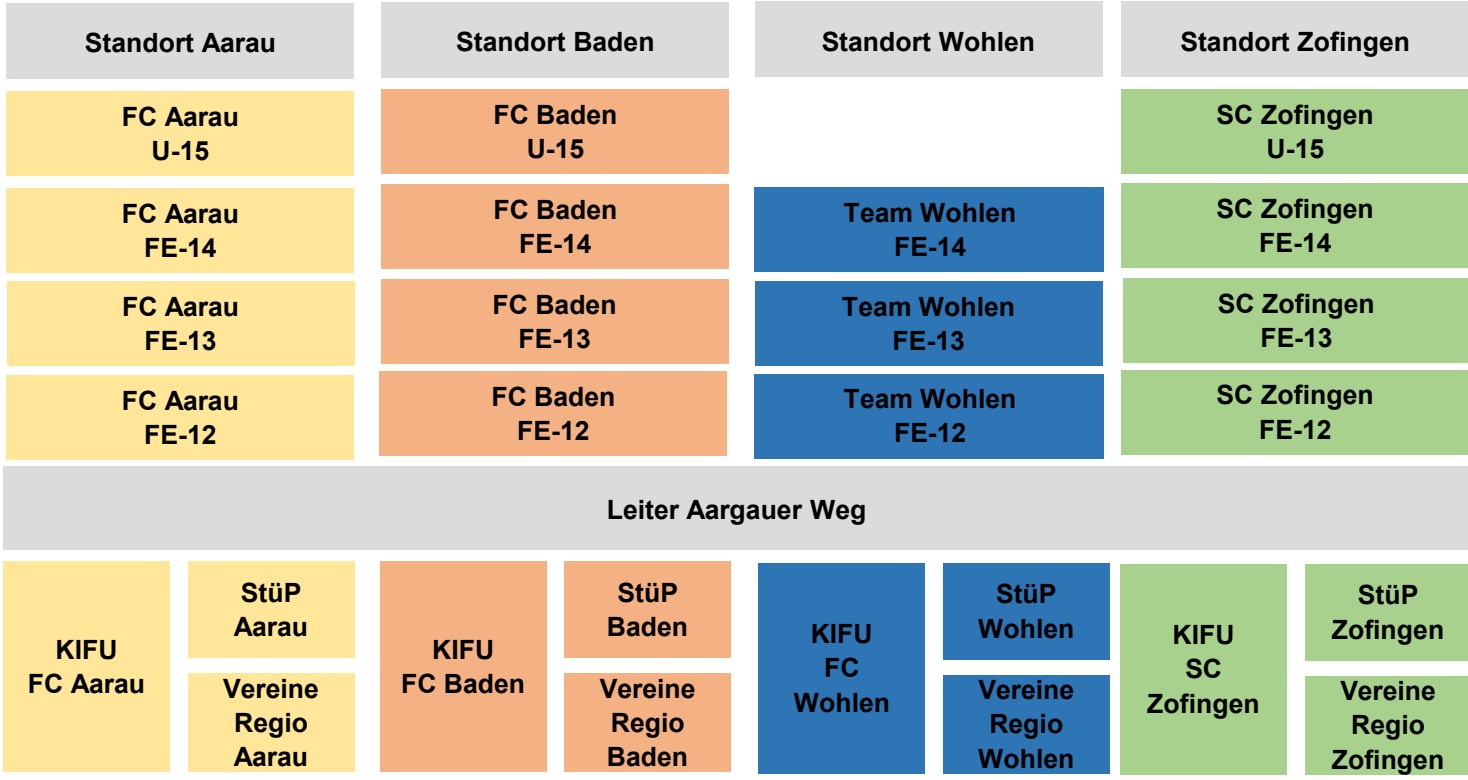 Standort Aarau
Standort Baden
Standort Wohlen
Standort Zofingen
FC Aarau
U-15
FC Baden
U-15
SC Zofingen
U-15
FC Aarau
FE-14
FC Baden
FE-14
Team Wohlen
FE-14
SC Zofingen
FE-14
FC Aarau
FE-13
FC Baden
FE-13
Team Wohlen
FE-13
SC Zofingen
FE-13
FC Aarau
FE-12
FC Baden
FE-12
Team Wohlen
FE-12
SC Zofingen
FE-12
Leiter Aargauer Weg
KIFU
FC Aarau
StüP
Aarau
Vereine
Regio
Aarau
KIFU
FC Baden
StüP
Baden
Vereine
Regio
Baden
KIFU
FC
Wohlen
StüP
Wohlen
Vereine
Regio
Wohlen
KIFU
SC
Zofingen
StüP
Zofingen
Vereine
Regio
Zofingen